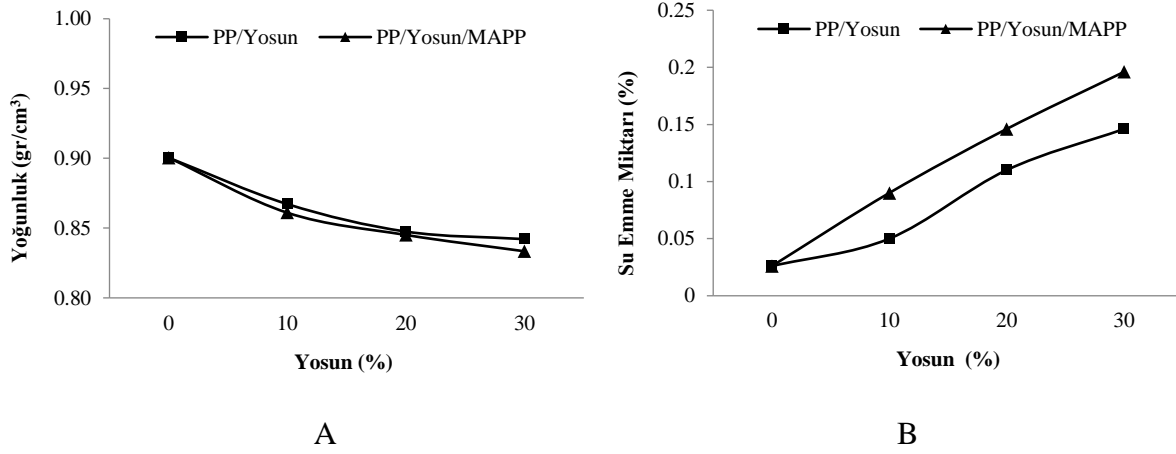 PP/Yosun PP/Yosun/MAPP
Yoğunluk (gr/cm³)
1.00
0.95
0.90
0.85
0.80
0 10 20 30
Yosun (%)
A
PP/Yosun PP/Yosun/MAPP
Su Emme Miktarı (%)
0.25
0.2
0.15
0.1
0.05
0
0 10 20 30
Yosun (%)
B